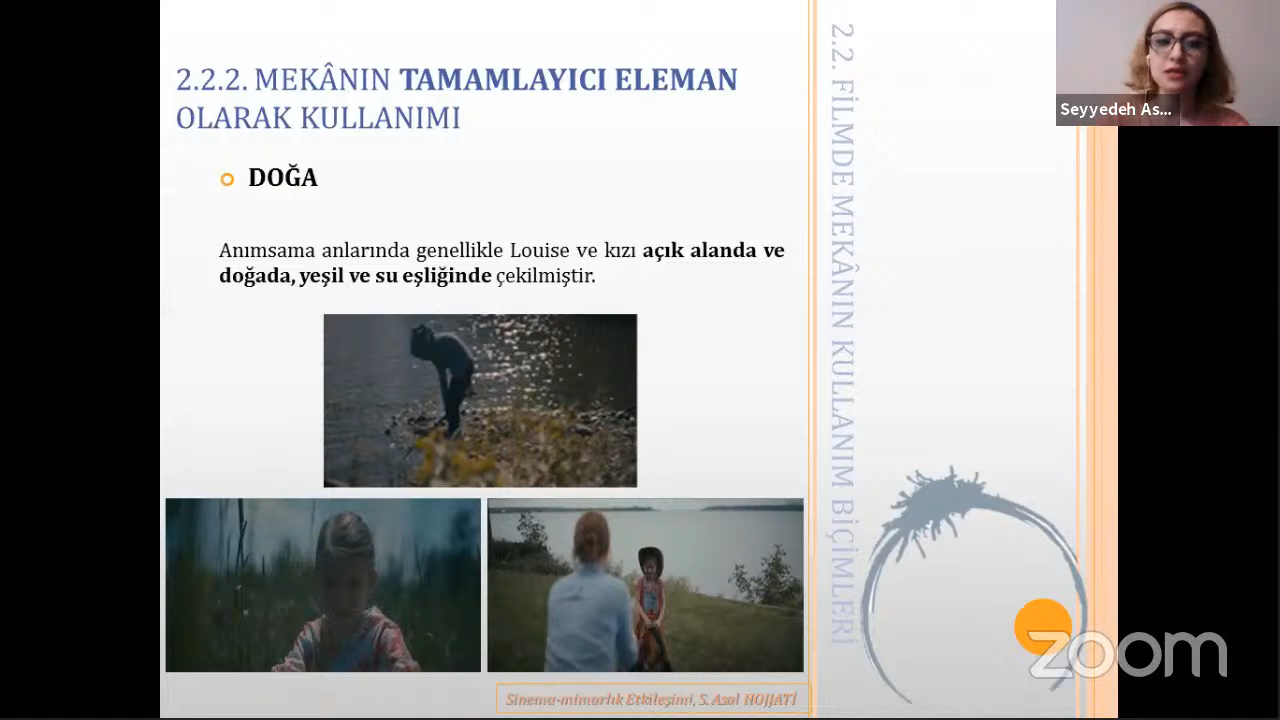 2.2.2. MEKÂNIN TAMAMLAYICI ELEMAN
OLARAK KULLANIMI
DOĞA
Anımsama anlarında genellikle Louise ve kızı açık alanda ve
doğada, yeşil ve su eşliğinde çekilmiştir.
Sinema-mimarlık Etkileşimi, S. Asal HOJJATİ
2.2. FİLMDE MEKÂNIN KULLANIM BİÇİMLERİ
Seyyedeh As...
zoom